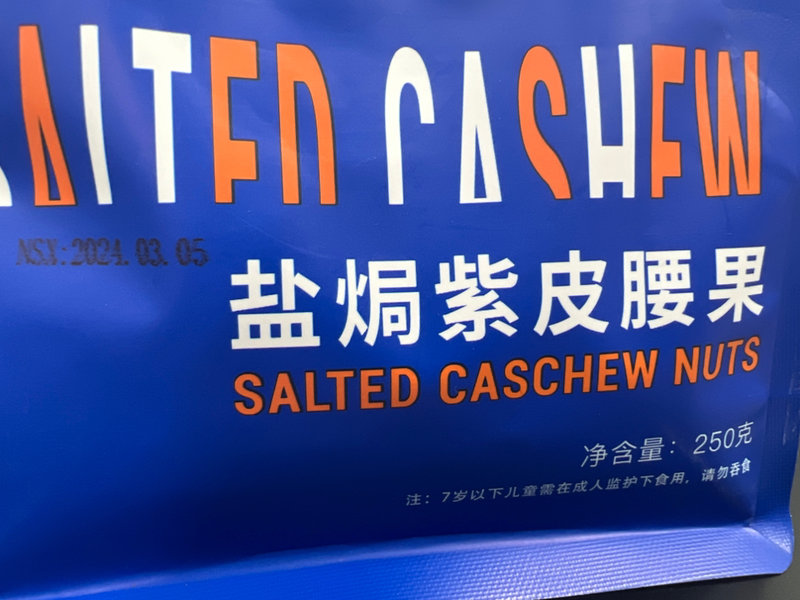 SALTED CASHEW
NSX: 2024.03.05
盐焗紫皮腰果
SALTED CASCHEW NUTS
净含量：250克
注：7岁以下儿童需在成人监护下食用，请勿吞食